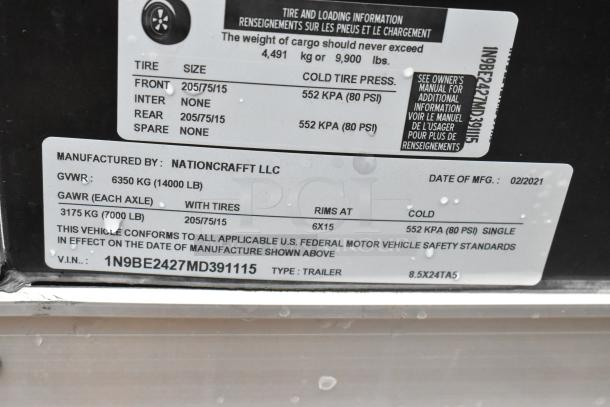 TIRE AND LOADING INFORMATION
RENSEIGNEMENTS SUR LES PNEUS ET LE CHARGEMENT
The weight of cargo should never exceed
4,491 kg or 9,900 lbs.
TIRE SIZE COLD TIRE PRESS.
FRONT 205/75/15 552 KPA (80 PSI)
INTER NONE
REAR 205/75/15 552 KPA (80 PSI)
SPARE NONE
SEE OWNER'S
MANUAL FOR
ADDITIONAL
INFORMATION
VOIR LE MANUEL
DE L'USAGER
POUR PLUS DE
RENSEIGNEMENTS
1N9BE2427MD391115
MANUFACTURED BY: NATIONCRAFFT LLC
GVWR: 6350 KG (14000 LB) DATE OF MFG.: 02/2021
GAWR (EACH AXLE) WITH TIRES RIMS AT COLD
3175 KG (7000 LB) 205/75/15 6X15 552 KPA (80 PSI) SINGLE
THIS VEHICLE CONFORMS TO ALL APPLICABLE U.S. FEDERAL MOTOR VEHICLE SAFETY STANDARDS
IN EFFECT ON THE DATE OF MANUFACTURE SHOWN ABOVE
V.I.N..: 1N9BE2427MD391115 TYPE: TRAILER 8.5X24TA5
PCi